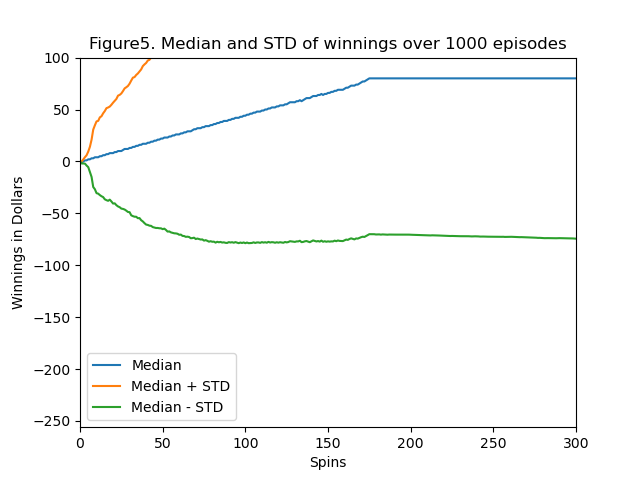 Figure5. Median and STD of winnings over 1000 episodes
100
50
0
−50
−100
−150
−200
−250
Winnings in Dollars
Median
Median + STD
Median - STD
0 50 100 150 200 250 300
Spins